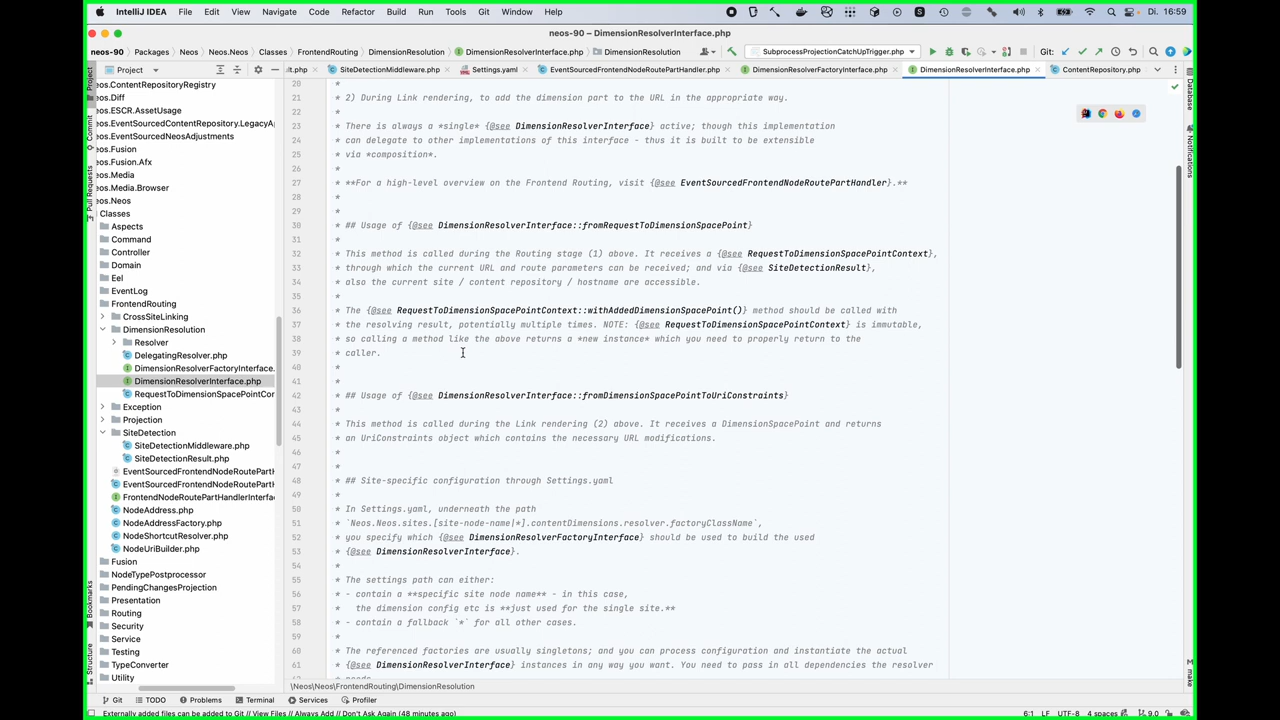 IntelliJ IDEA File Edit View Navigate Code Refactor Build Run Tools Git Window Help Di. 16:59
neos-90 – DimensionResolverInterface.php
neos-90 Packages Neos Neos.Neos Classes FrontendRouting DimensionResolution DimensionResolverInterface.php DimensionResolution SubprocessProjectionCatchUpTrigger.php Git:
Project lt.php SiteDetectionMiddleware.php Settings.yaml EventSourcedFrontendNodeRoutePartHandler.php DimensionResolverFactoryInterface.php DimensionResolverInterface.php ContentRepository.php
Project
Commit
Pull Requests
Bookmarks
Structure
eos.ContentRepositoryRegistry
eos.Diff
eos.ESCR.AssetUsage
eos.EventSourcedContentRepository.LegacyAp
eos.EventSourcedNeosAdjustments
eos.Fusion
eos.Fusion.Afx
eos.Media
eos.Media.Browser
eos.Neos
Classes
Aspects
Command
Controller
Domain
Eel
EventLog
FrontendRouting
CrossSiteLinking
DimensionResolution
Resolver
DelegatingResolver.php
DimensionResolverFactoryInterface.
DimensionResolverInterface.php
RequestToDimensionSpacePointCor
Exception
Projection
SiteDetection
SiteDetectionMiddleware.php
SiteDetectionResult.php
EventSourcedFrontendNodeRoutePartH
EventSourcedFrontendNodeRoutePartH
FrontendNodeRoutePartHandlerInterfac
NodeAddress.php
NodeAddressFactory.php
NodeShortcutResolver.php
NodeUriBuilder.php
Fusion
NodeTypePostprocessor
PendingChangesProjection
Presentation
Routing
Security
Service
Testing
TypeConverter
Utility
20 *
21 * 2) During Link rendering, to add the dimension part to the URL in the appropriate way.
22 *
23 * There is always a *single* {@see DimensionResolverInterface} active; though this implementation
24 * can delegate to other implementations of this interface - thus it is built to be extensible
25 * via *composition*.
26 *
27 * **For a high-level overview on the Frontend Routing, visit {@see EventSourcedFrontendNodeRoutePartHandler}.**
28 *
29 *
30 * ## Usage of {@see DimensionResolverInterface::fromRequestToDimensionSpacePoint}
31 *
32 * This method is called during the Routing stage (1) above. It receives a {@see RequestToDimensionSpacePointContext},
33 * through which the current URL and route parameters can be received; and via {@see SiteDetectionResult},
34 * also the current site / content repository / hostname are accessible.
35 *
36 * The {@see RequestToDimensionSpacePointContext::withAddedDimensionSpacePoint()} method should be called with
37 * the resolving result, potentially multiple times. NOTE: {@see RequestToDimensionSpacePointContext} is immutable,
38 * so calling a method like the above returns a *new instance* which you need to properly return to the
39 * caller.
40 *
41 *
42 * ## Usage of {@see DimensionResolverInterface::fromDimensionSpacePointToUriConstraints}
43 *
44 * This method is called during the Link rendering (2) above. It receives a DimensionSpacePoint and returns
45 * an UriConstraints object which contains the necessary URL modifications.
46 *
47 *
48 * ## Site-specific configuration through Settings.yaml
49 *
50 * In Settings.yaml, underneath the path
51 * `Neos.Neos.sites.[site-node-name|*].contentDimensions.resolver.factoryClassName`,
52 * you specify which {@see DimensionResolverFactoryInterface} should be used to build the used
53 * {@see DimensionResolverInterface}.
54 *
55 * The settings path can either:
56 * - contain a **specific site node name** - in this case,
57 * the dimension config etc is **just used for the single site.**
58 * - contain a fallback `*` for all other cases.
59 *
60 * The referenced factories are usually singletons; and you can process configuration and instantiate the actual
61 * {@see DimensionResolverInterface} instances in any way you want. You need to pass in all dependencies the resolver
62 * needs.
Database
Notifications
make
\Neos\Neos\FrontendRouting\DimensionResolution
Git TODO Problems Terminal Services Profiler
Externally added files can be added to Git // View Files // Always Add // Don't Ask Again (48 minutes ago) 6:1 LF UTF-8 4 spaces 9.0